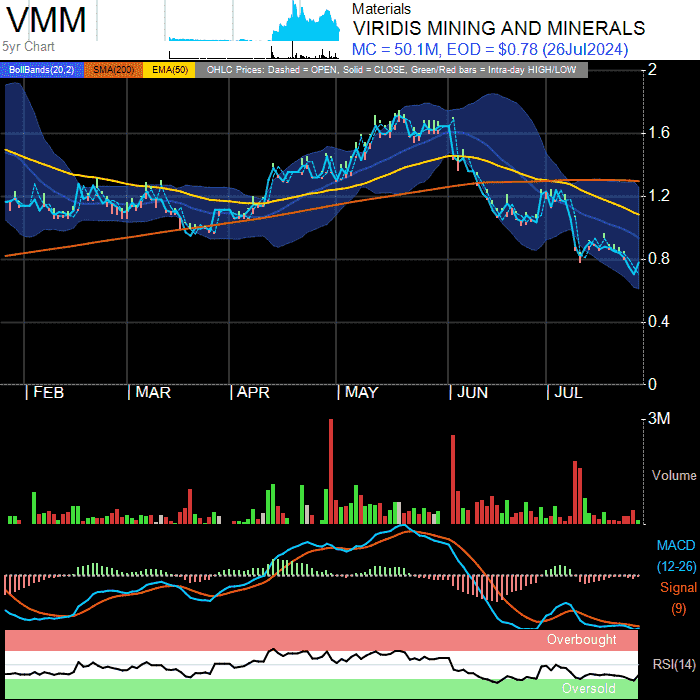 VMM
5yr Chart
Materials
VIRIDIS MINING AND MINERALS
MC = 50.1M, EOD = $0.78 (26Jul2024)
BollBands(20,2) SMA(200) EMA(50) OHLC Prices: Dashed = OPEN, Solid = CLOSE, Green/Red bars = Intra-day HIGH/LOW
2
1.6
1.2
0.8
0.4
0
FEB MAR APR MAY JUN JUL
3M
Volume
MACD
(12-26)
Signal
(9)
Overbought
RSI(14)
Oversold